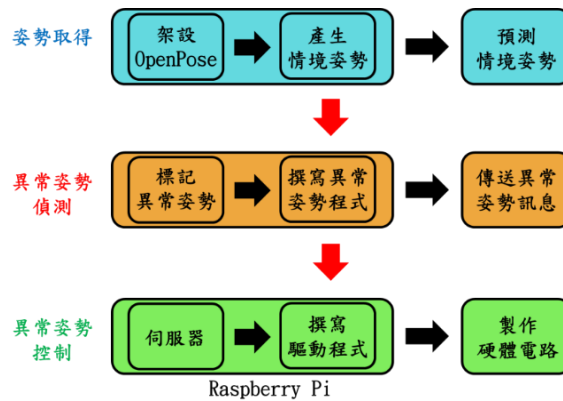 姿勢取得
架設
OpenPose
產生
情境姿勢
預測
情境姿勢
異常姿勢
偵測
標記
異常姿勢
撰寫異常
姿勢程式
傳送異常
姿勢訊息
異常姿勢
控制
伺服器
撰寫
驅動程式
製作
硬體電路
Raspberry Pi